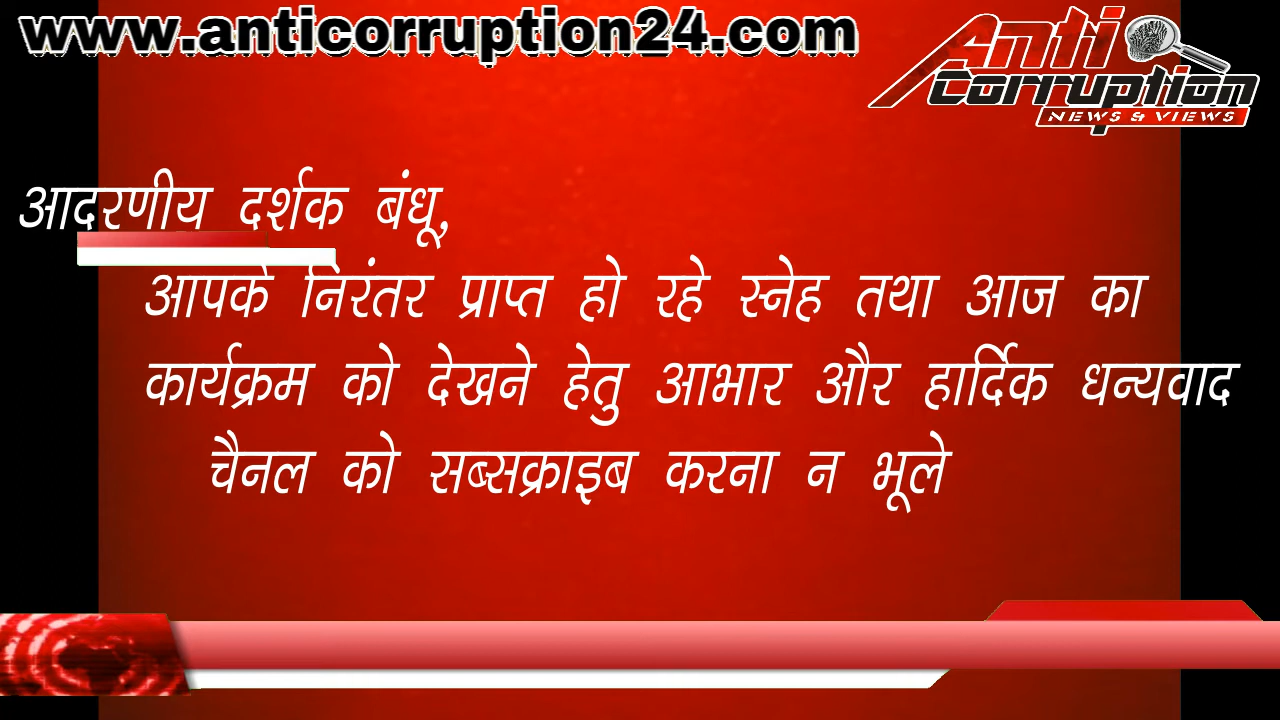 www.anticorruption24.com
Anti
Corruption
NEWS & VIEWS
आदरणीय दर्शक बंधू,
आपके निरंतर प्राप्त हो रहे स्नेह तथा आज का
कार्यक्रम को देखने हेतु आभार और हार्दिक धन्यवाद
चैनल को सब्सक्राइब करना न भूले